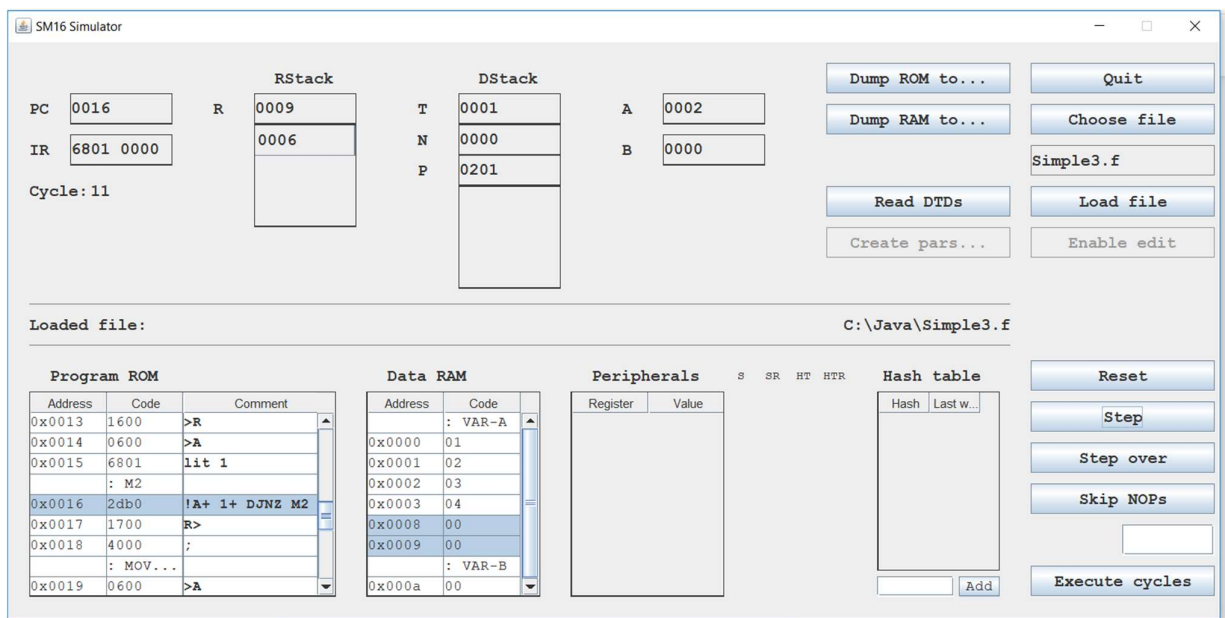 SM16 Simulator
RStack DStack Dump ROM to... Quit
PC 0016 R 0009 T 0001 A 0002 Dump RAM to... Choose file
IR 6801 0000 0006 N 0000 B 0000 Simple3.f
P 0201
Cycle:11 Read DTDs Load file
Create pars... Enable edit
Loaded file: C:\Java\Simple3.f
Program ROM Data RAM Peripherals S SR HT HTR Hash table Reset
Address Code Comment Address Code Register Value Hash Last w...
0x0013 1600 >R : VAR-A Step
0x0014 0600 >A 0x0000 01
0x0015 6801 lit 1 0x0001 02 Step over
: M2 0x0002 03
0x0016 2db0 !A+ 1+ DJNZ M2 0x0003 04 Skip NOPs
0x0017 1700 R> 0x0008 00
0x0018 4000 ; 0x0009 00
: MOV... : VAR-B
0x0019 0600 >A 0x000a 00 Add Execute cycles